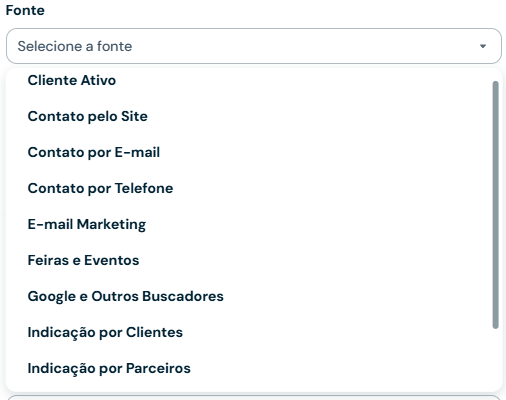 Fonte
Selecione a fonte
Cliente Ativo
Contato pelo Site
Contato por E-mail
Contato por Telefone
E-mail Marketing
Feiras e Eventos
Google e Outros Buscadores
Indicação por Clientes
Indicação por Parceiros